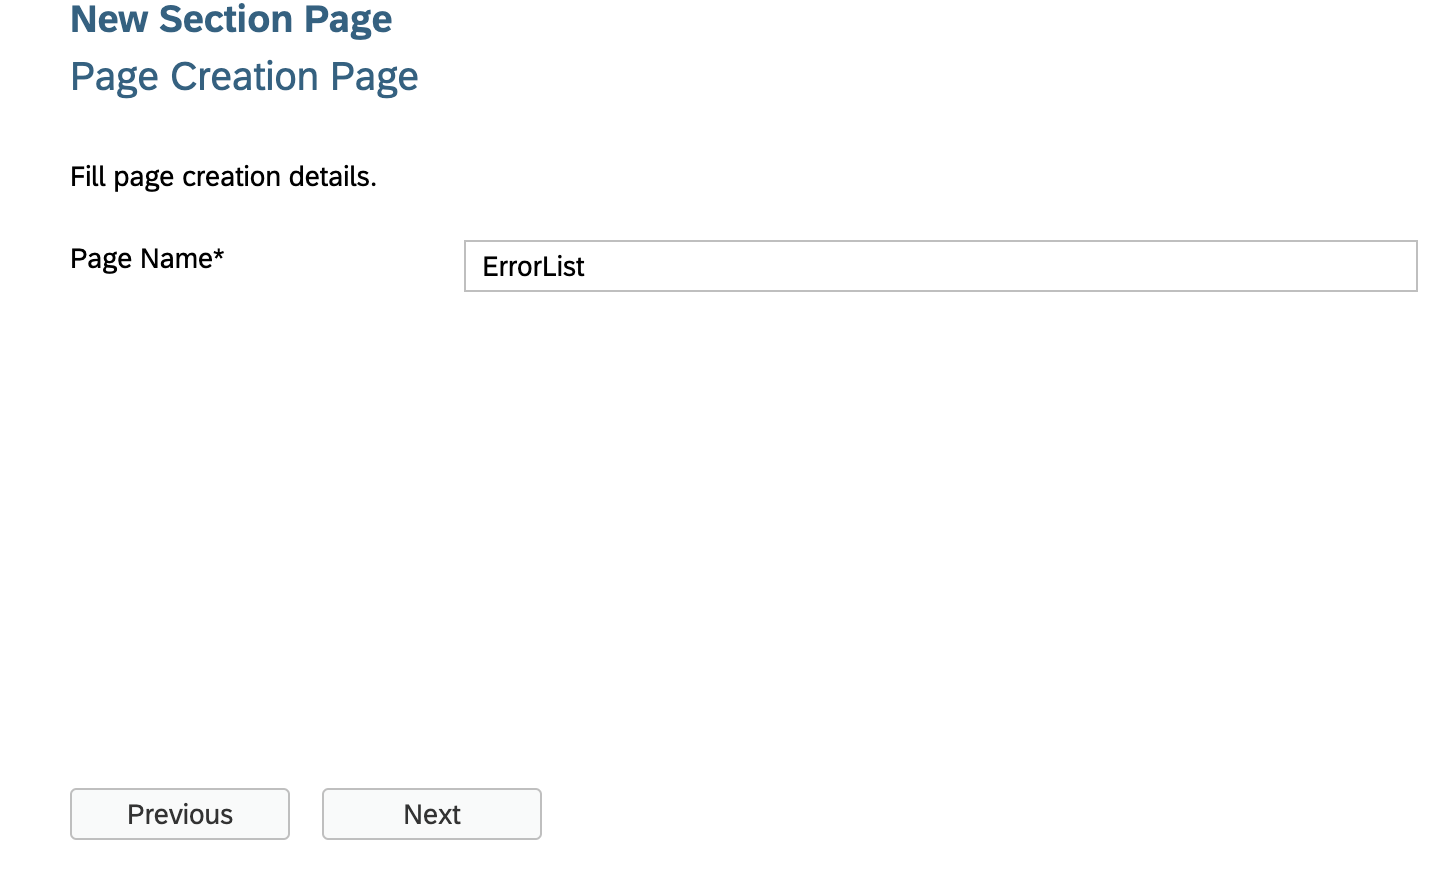 New Section Page
Page Creation Page
Fill page creation details.
Page Name* ErrorList
Previous Next